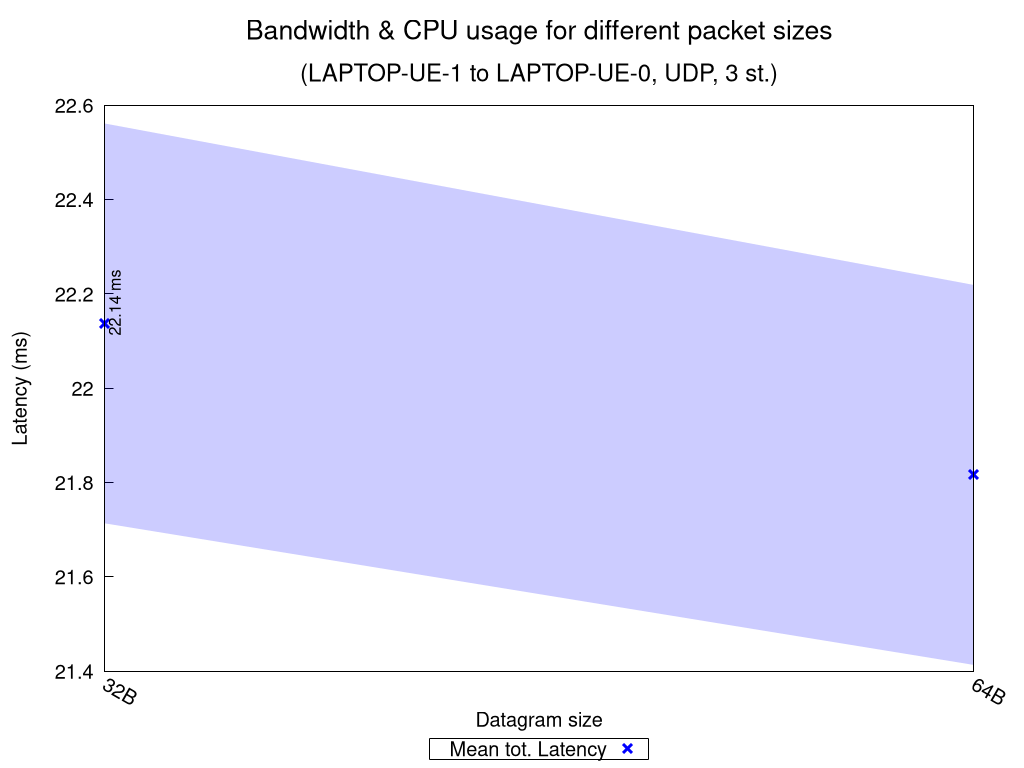 Bandwidth & CPU usage for different packet sizes
(LAPTOP-UE-1 to LAPTOP-UE-0, UDP, 3 st.)
22.6
22.4
22.2
22
21.8
21.6
21.4
Latency (ms)
22.14 ms
32B
64B
Datagram size
Mean tot. Latency